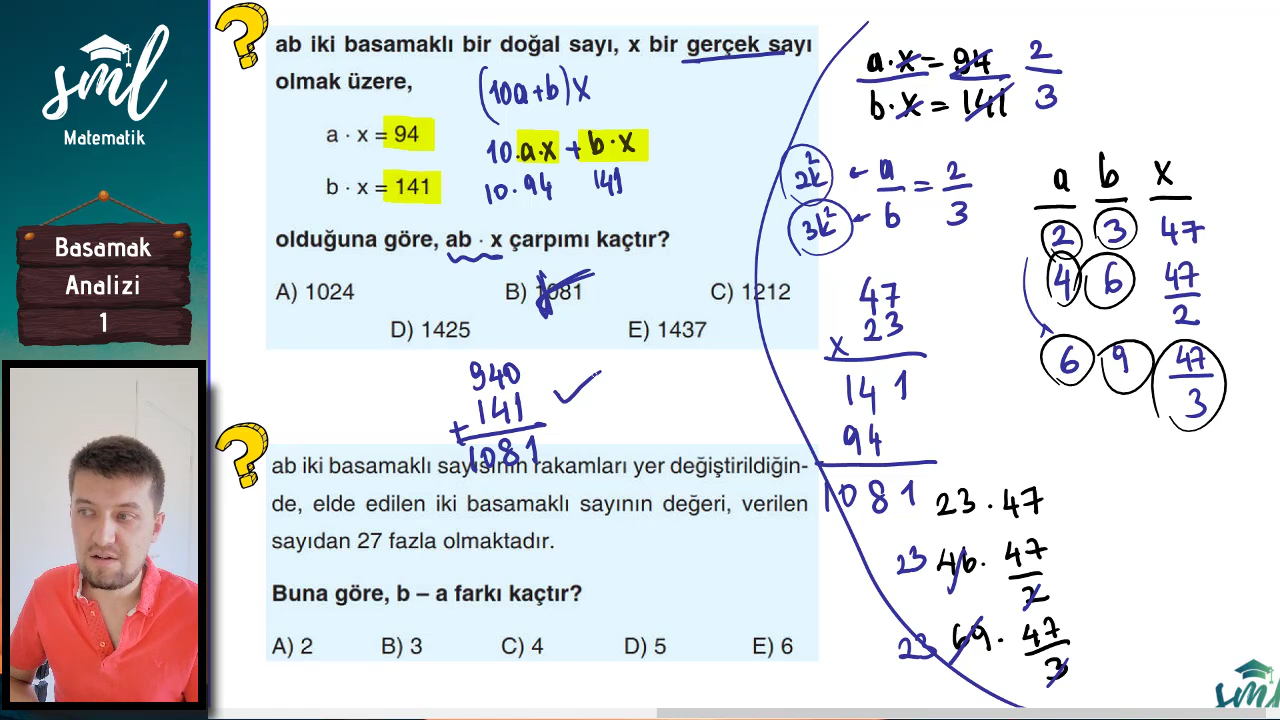 sml
Matematik
Basamak
Analizi
1
ab iki basamaklı bir doğal sayı, x bir gerçek sayı
olmak üzere,
(10a+b)x
a · x = 94
10.a.x + b.x
b · x = 141
10.94 141
olduğuna göre, ab · x çarpımı kaçtır?
A) 1024 B) 1081 C) 1212
D) 1425 E) 1437
940
141
+
1081
ab iki basamaklı sayısının rakamları yer değiştirildiğin-
de, elde edilen iki basamaklı sayının değeri, verilen
sayıdan 27 fazla olmaktadır.
Buna göre, b – a farkı kaçtır?
A) 2 B) 3 C) 4 D) 5 E) 6
a.x = 94 2
b.x = 141 3
2k 2 a = 2
3k 2 b 3
47
x 23
141
94
1081
a b x
2 3 47
4 6 47
2
6 9 47
3
23 . 47
23 46 . 47
2
23 69 . 47
3
sml